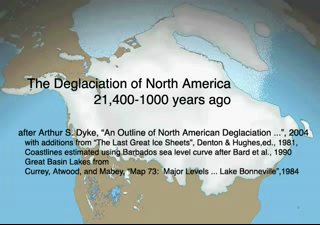 The Deglaciation of North America
21,400-1000 years ago
after Arthur S. Dyke, "An Outline of North American Deglaciation ...", 2004
with additions from "The Last Great Ice Sheets", Denton & Hughes,ed., 1981,
Coastlines estimated using Barbados sea level curve after Bard et al., 1990
Great Basin Lakes from
Currey, Atwood, and Mabey, "Map 73:  Major Levels ... Lake Bonneville",1984